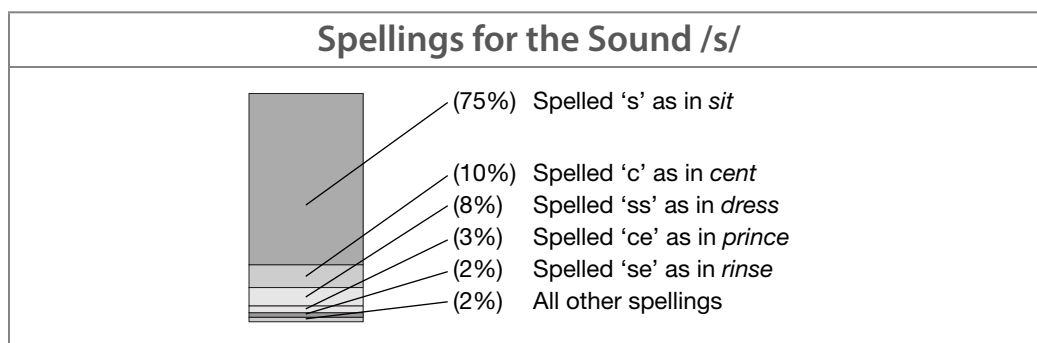 Spellings for the Sound /s/
(75%) Spelled ‘s’ as in sit
(10%) Spelled ‘c’ as in cent
(8%) Spelled ‘ss’ as in dress
(3%) Spelled ‘ce’ as in prince
(2%) Spelled ‘se’ as in rinse
(2%) All other spellings